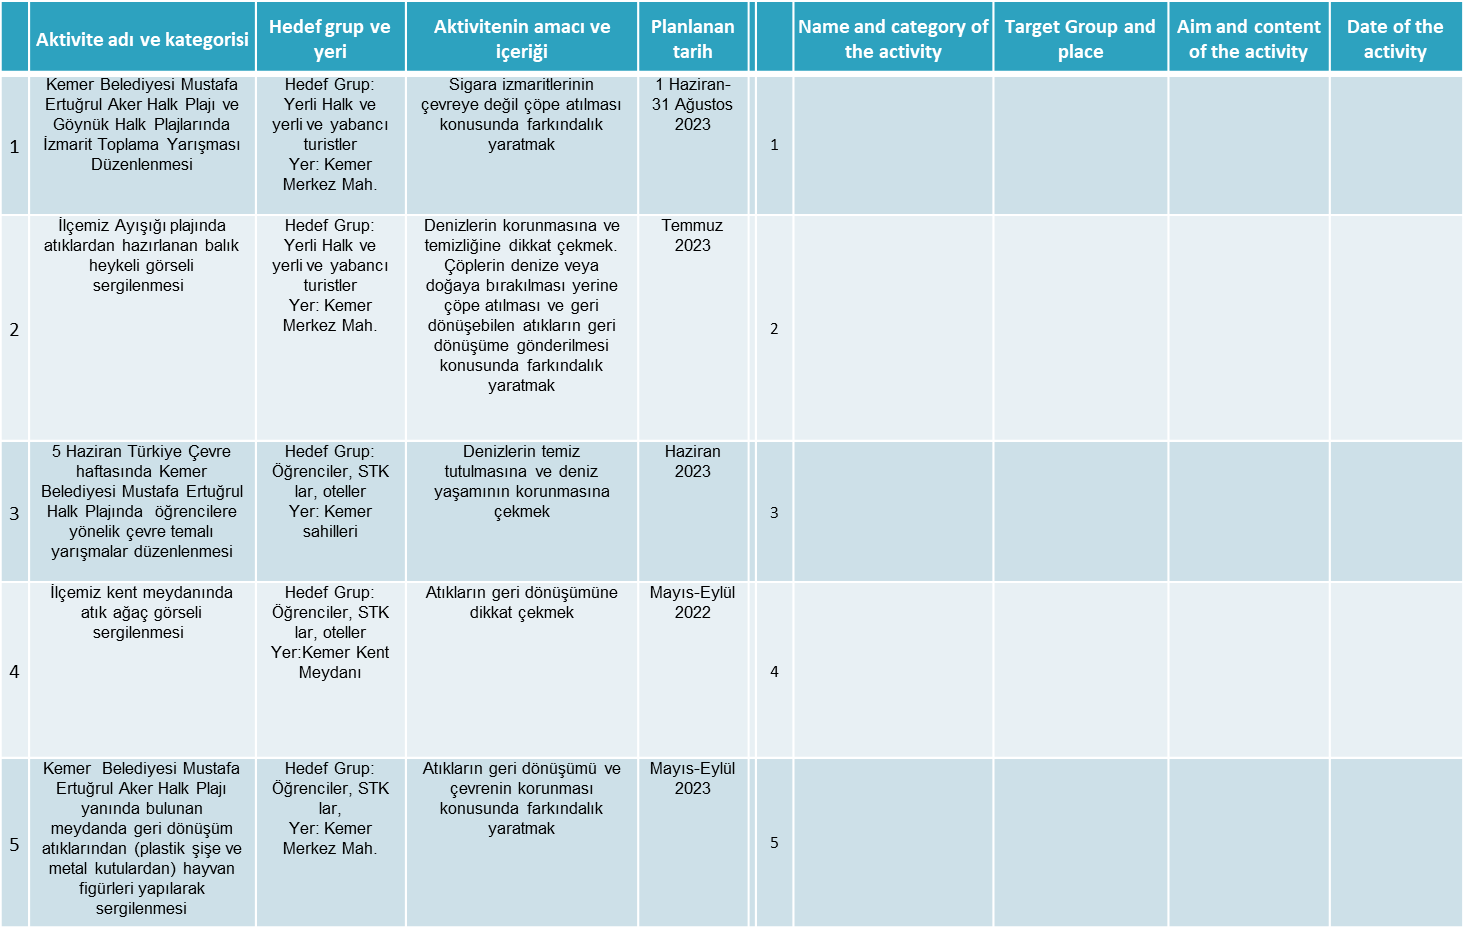 Aktivite adı ve kategorisi
Hedef grup ve
yeri
Aktivitenin amacı ve
içeriği
Planlanan
tarih
Name and category of
the activity
Target Group and
place
Aim and content
of the activity
Date of the
activity
1
Kemer Belediyesi Mustafa
Ertuğrul Aker Halk Plajı ve
Göynük Halk Plajlarında
İzmarit Toplama Yarışması
Düzenlenmesi
Hedef Grup:
Yerli Halk ve
yerli ve yabancı
turistler
Yer: Kemer
Merkez Mah.
Sigara izmaritlerinin
çevreye değil çöpe atılması
konusunda farkındalık
yaratmak
1 Haziran-
31 Ağustos
2023
1
2
İlçemiz Ayışığı plajında
atıklardan hazırlanan balık
heykeli görseli
sergilenmesi
Hedef Grup:
Yerli Halk ve
yerli ve yabancı
turistler
Yer: Kemer
Merkez Mah.
Denizlerin korunmasına ve
temizliğine dikkat çekmek.
Çöplerin denize veya
doğaya bırakılması yerine
çöpe atılması ve geri
dönüşebilen atıkların geri
dönüşüme gönderilmesi
konusunda farkındalık
yaratmak
Temmuz
2023
2
3
5 Haziran Türkiye Çevre
haftasında Kemer
Belediyesi Mustafa Ertuğrul
Halk Plajında öğrencilere
yönelik çevre temalı
yarışmalar düzenlenmesi
Hedef Grup:
Öğrenciler, STK
lar, oteller
Yer: Kemer
sahilleri
Denizlerin temiz
tutulmasına ve deniz
yaşamının korunmasına
çekmek
Haziran
2023
3
4
İlçemiz kent meydanında
atık ağaç görseli
sergilenmesi
Hedef Grup:
Öğrenciler, STK
lar, oteller
Yer:Kemer Kent
Meydanı
Atıkların geri dönüşümüne
dikkat çekmek
Mayıs-Eylül
2022
4
5
Kemer Belediyesi Mustafa
Ertuğrul Aker Halk Plajı
yanında bulunan
meydanda geri dönüşüm
atıklarından (plastik şişe ve
metal kutulardan) hayvan
figürleri yapılarak
sergilenmesi
Hedef Grup:
Öğrenciler, STK
lar,
Yer: Kemer
Merkez Mah.
Atıkların geri dönüşümü ve
çevrenin korunması
konusunda farkındalık
yaratmak
Mayıs-Eylül
2023
5